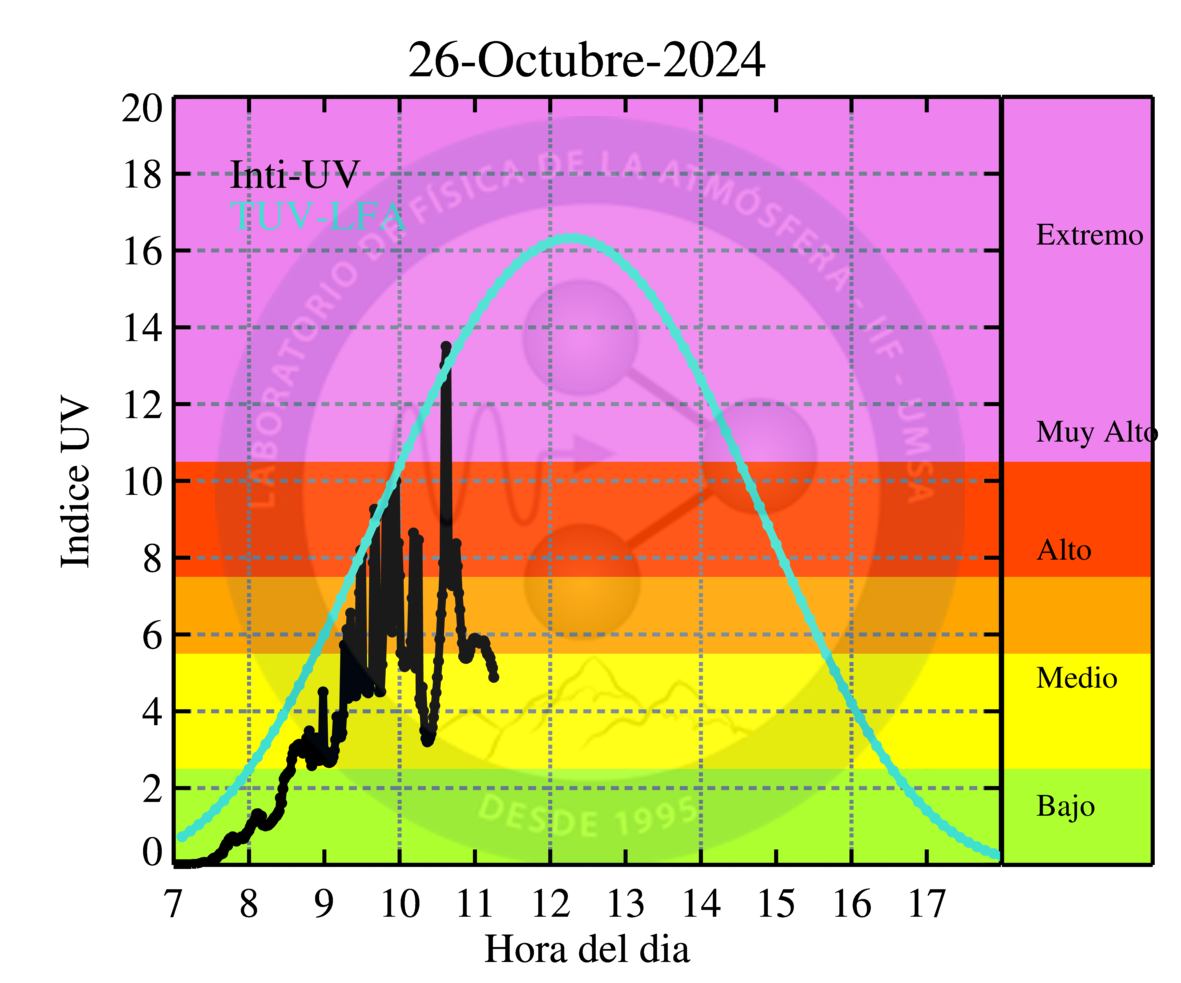 26-Octubre-2024
Inti-UV
TUV-LFA
LABORATORIO DE FÍSICA DE LA ATMÓSFERA - IIF - UMSA
DESDE 1995
Indice UV
20
18
16
14
12
10
8
6
4
2
0
Extremo
Muy Alto
Alto
Medio
Bajo
7 8 9 10 11 12 13 14 15 16 17
Hora del dia